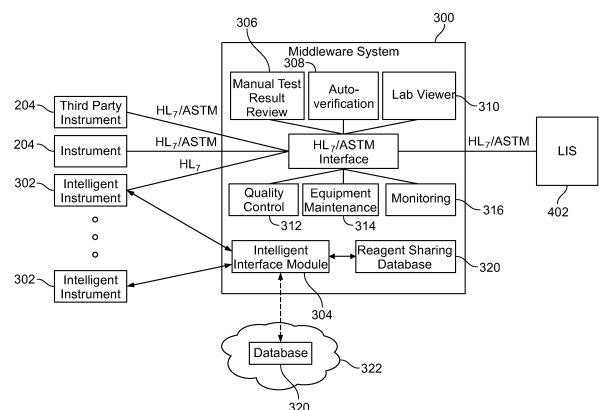 300
306
Middleware System
308
Manual Test
Result
Review
Auto-
verification
Lab Viewer
310
204
Third Party
Instrument
HL7/ASTM
204
Instrument
HL7/ASTM
HL7/ASTM
Interface
HL7/ASTM
LIS
402
HL7
302
Intelligent
Instrument
Quality
Control
312
Equipment
Maintenance
314
Monitoring
316
302
Intelligent
Instrument
Intelligent
Interface Module
304
Reagent Sharing
Database
320
Database
320
322